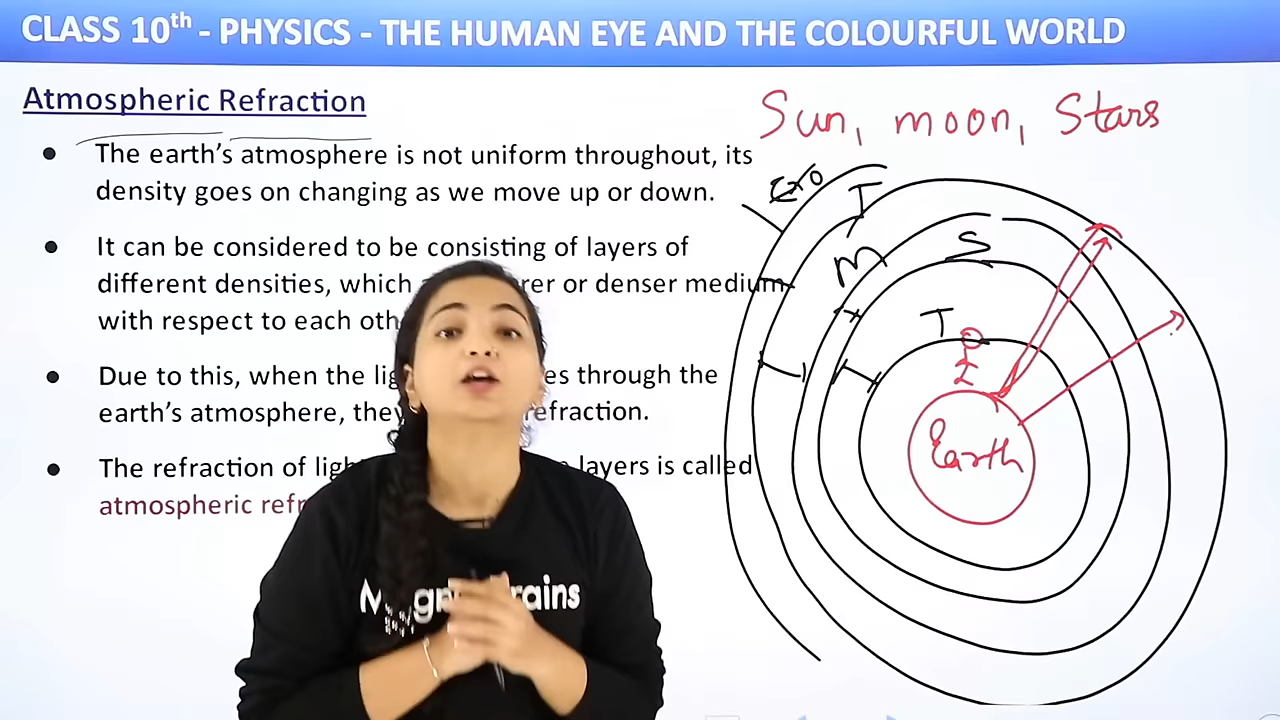 CLASS 10th - PHYSICS - THE HUMAN EYE AND THE COLOURFUL WORLD
Atmospheric Refraction
Sun, moon, Stars
• The earth's atmosphere is not uniform throughout, its
density goes on changing as we move up or down.
• It can be considered to be consisting of layers of
different densities, which rer or denser medium
with respect to each oth
• Due to this, when the lig es through the
earth's atmosphere, they refraction.
• The refraction of ligh layers is called
atmospheric refr
Exo
I
M
S
T
Earth
M gn rains